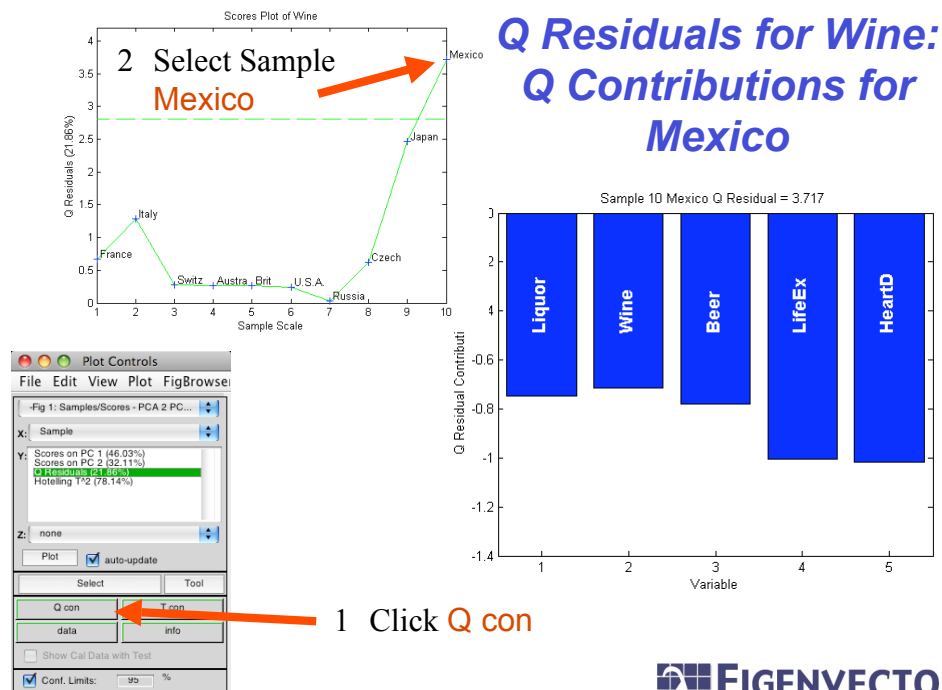 Q Residuals for Wine:
Q Contributions for
Mexico
Scores Plot of Wine
2 Select Sample
Mexico
Q Residuals (21.86%)
4
3.5
3
2.5
2
1.5
1
0.5
0
France
Italy
Switz
Austra
Brit
U.S.A.
Russia
Czech
Japan
Mexico
1 2 3 4 5 6 7 8 9 10
Sample Scale
Sample 10 Mexico Q Residual = 3.717
Q Residual Contributi
2
4
-0.6
-0.8
-1
-1.2
-1.4
Liquor
Wine
Beer
LifeEx
HeartD
1 2 3 4 5
Variable
Plot Controls
File Edit View Plot FigBrowser
-Fig 1: Samples/Scores - PCA 2 PC...
X: Sample
Y: Scores on PC 1 (46.03%)
Scores on PC 2 (32.11%)
Q Residuals (21.86%)
Hotelling T^2 (78.14%)
Z: none
Plot auto-update
Select Tool
Q con T con
data info
Show Cal Data with Test
Conf. Limits: 95 %
1 Click Q con
EIGENVECTO